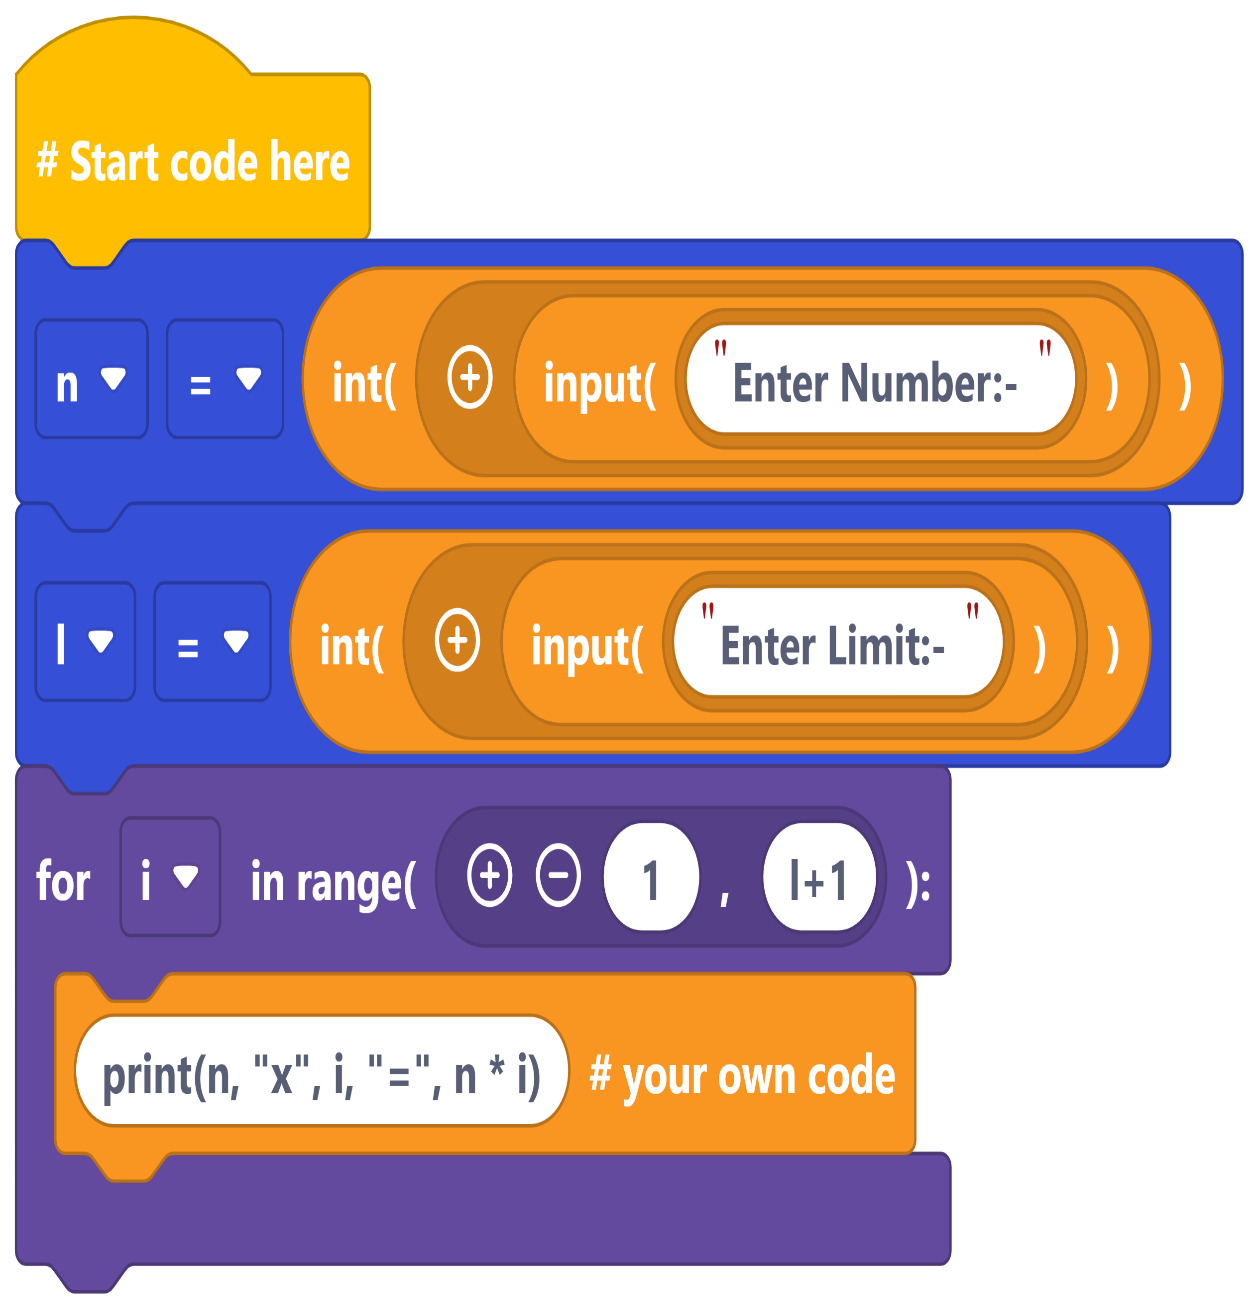 # Start code here
n = int( input( "Enter Number:-" ) )
l = int( input( "Enter Limit:-" ) )
for i in range( 1 , l+1 ):
print(n, "x", i, "=", n * i) # your own code